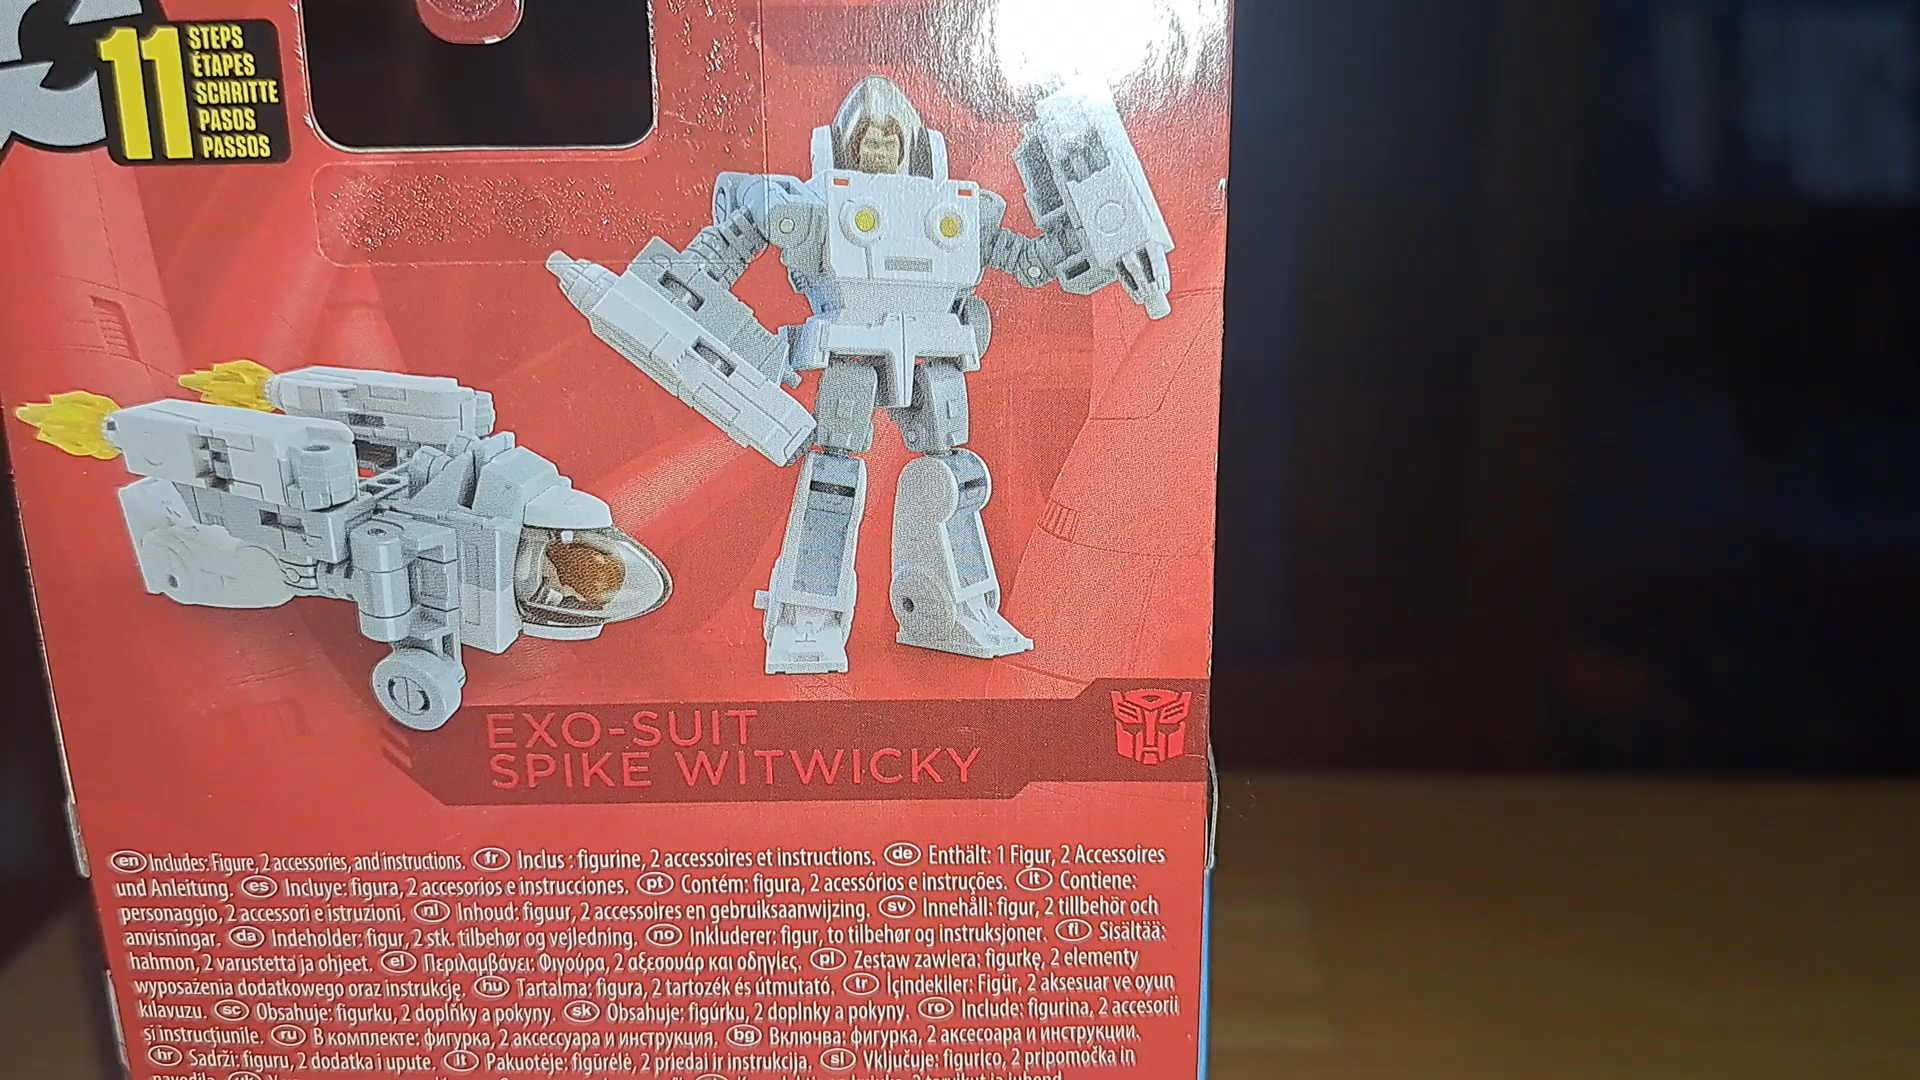 11
STEPS
ÉTAPES
SCHRITTE
PASOS
PASSOS
EXO-SUIT
SPIKE WITWICKY
en Includes: Figure, 2 accessories, and instructions. fr Inclus : figurine, 2 accessoires et instructions. de Enthält: 1 Figur, 2 Accessoires
und Anleitung. es Incluye: figura, 2 accesorios e instrucciones. pt Contém: figura, 2 acessórios e instruções. it Contiene:
personaggio, 2 accessori e istruzioni. nl Inhoud: figuur, 2 accessoires en gebruiksaanwijzing. sv Innehåll: figur, 2 tillbehör och
anvisningar. da Indeholder: figur, 2 stk. tilbehør og vejledning. no Inkluderer: figur, to tilbehør og instruksjoner. fi Sisältää:
hahmon, 2 varustetta ja ohjeet. el Περιλαμβάνει: Φιγούρα, 2 αξεσουάρ και οδηγίες. pl Zestaw zawiera: figurkę, 2 elementy
wyposażenia dodatkowego oraz instrukcję. hu Tartalma: figura, 2 tartozék és útmutató. tr İçindekiler: Figür, 2 aksesuar ve oyun
kılavuzu. sc Obsahuje: figurku, 2 doplňky a pokyny. sk Obsahuje: figúrku, 2 doplnky a pokyny. ro Include: figurina, 2 accesorii
și instrucțiunile. ru В комплекте: фигурка, 2 аксессуара и инструкция. bg Включва: фигурка, 2 аксесоара и инструкции.
hr Sadrži: figuru, 2 dodatka i upute. lt Pakuotėje: figūrėlė, 2 priedai ir instrukcija. sl Vključuje: figurico, 2 pripomočka in